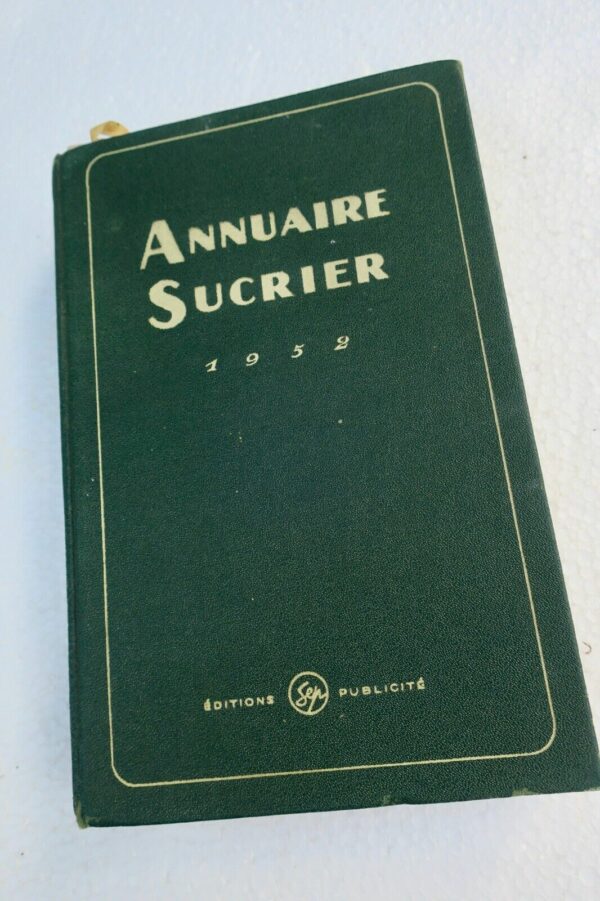 ANNUAIRE
SUCRIER
1952
ÉDITIONS Sep PUBLICITÉ